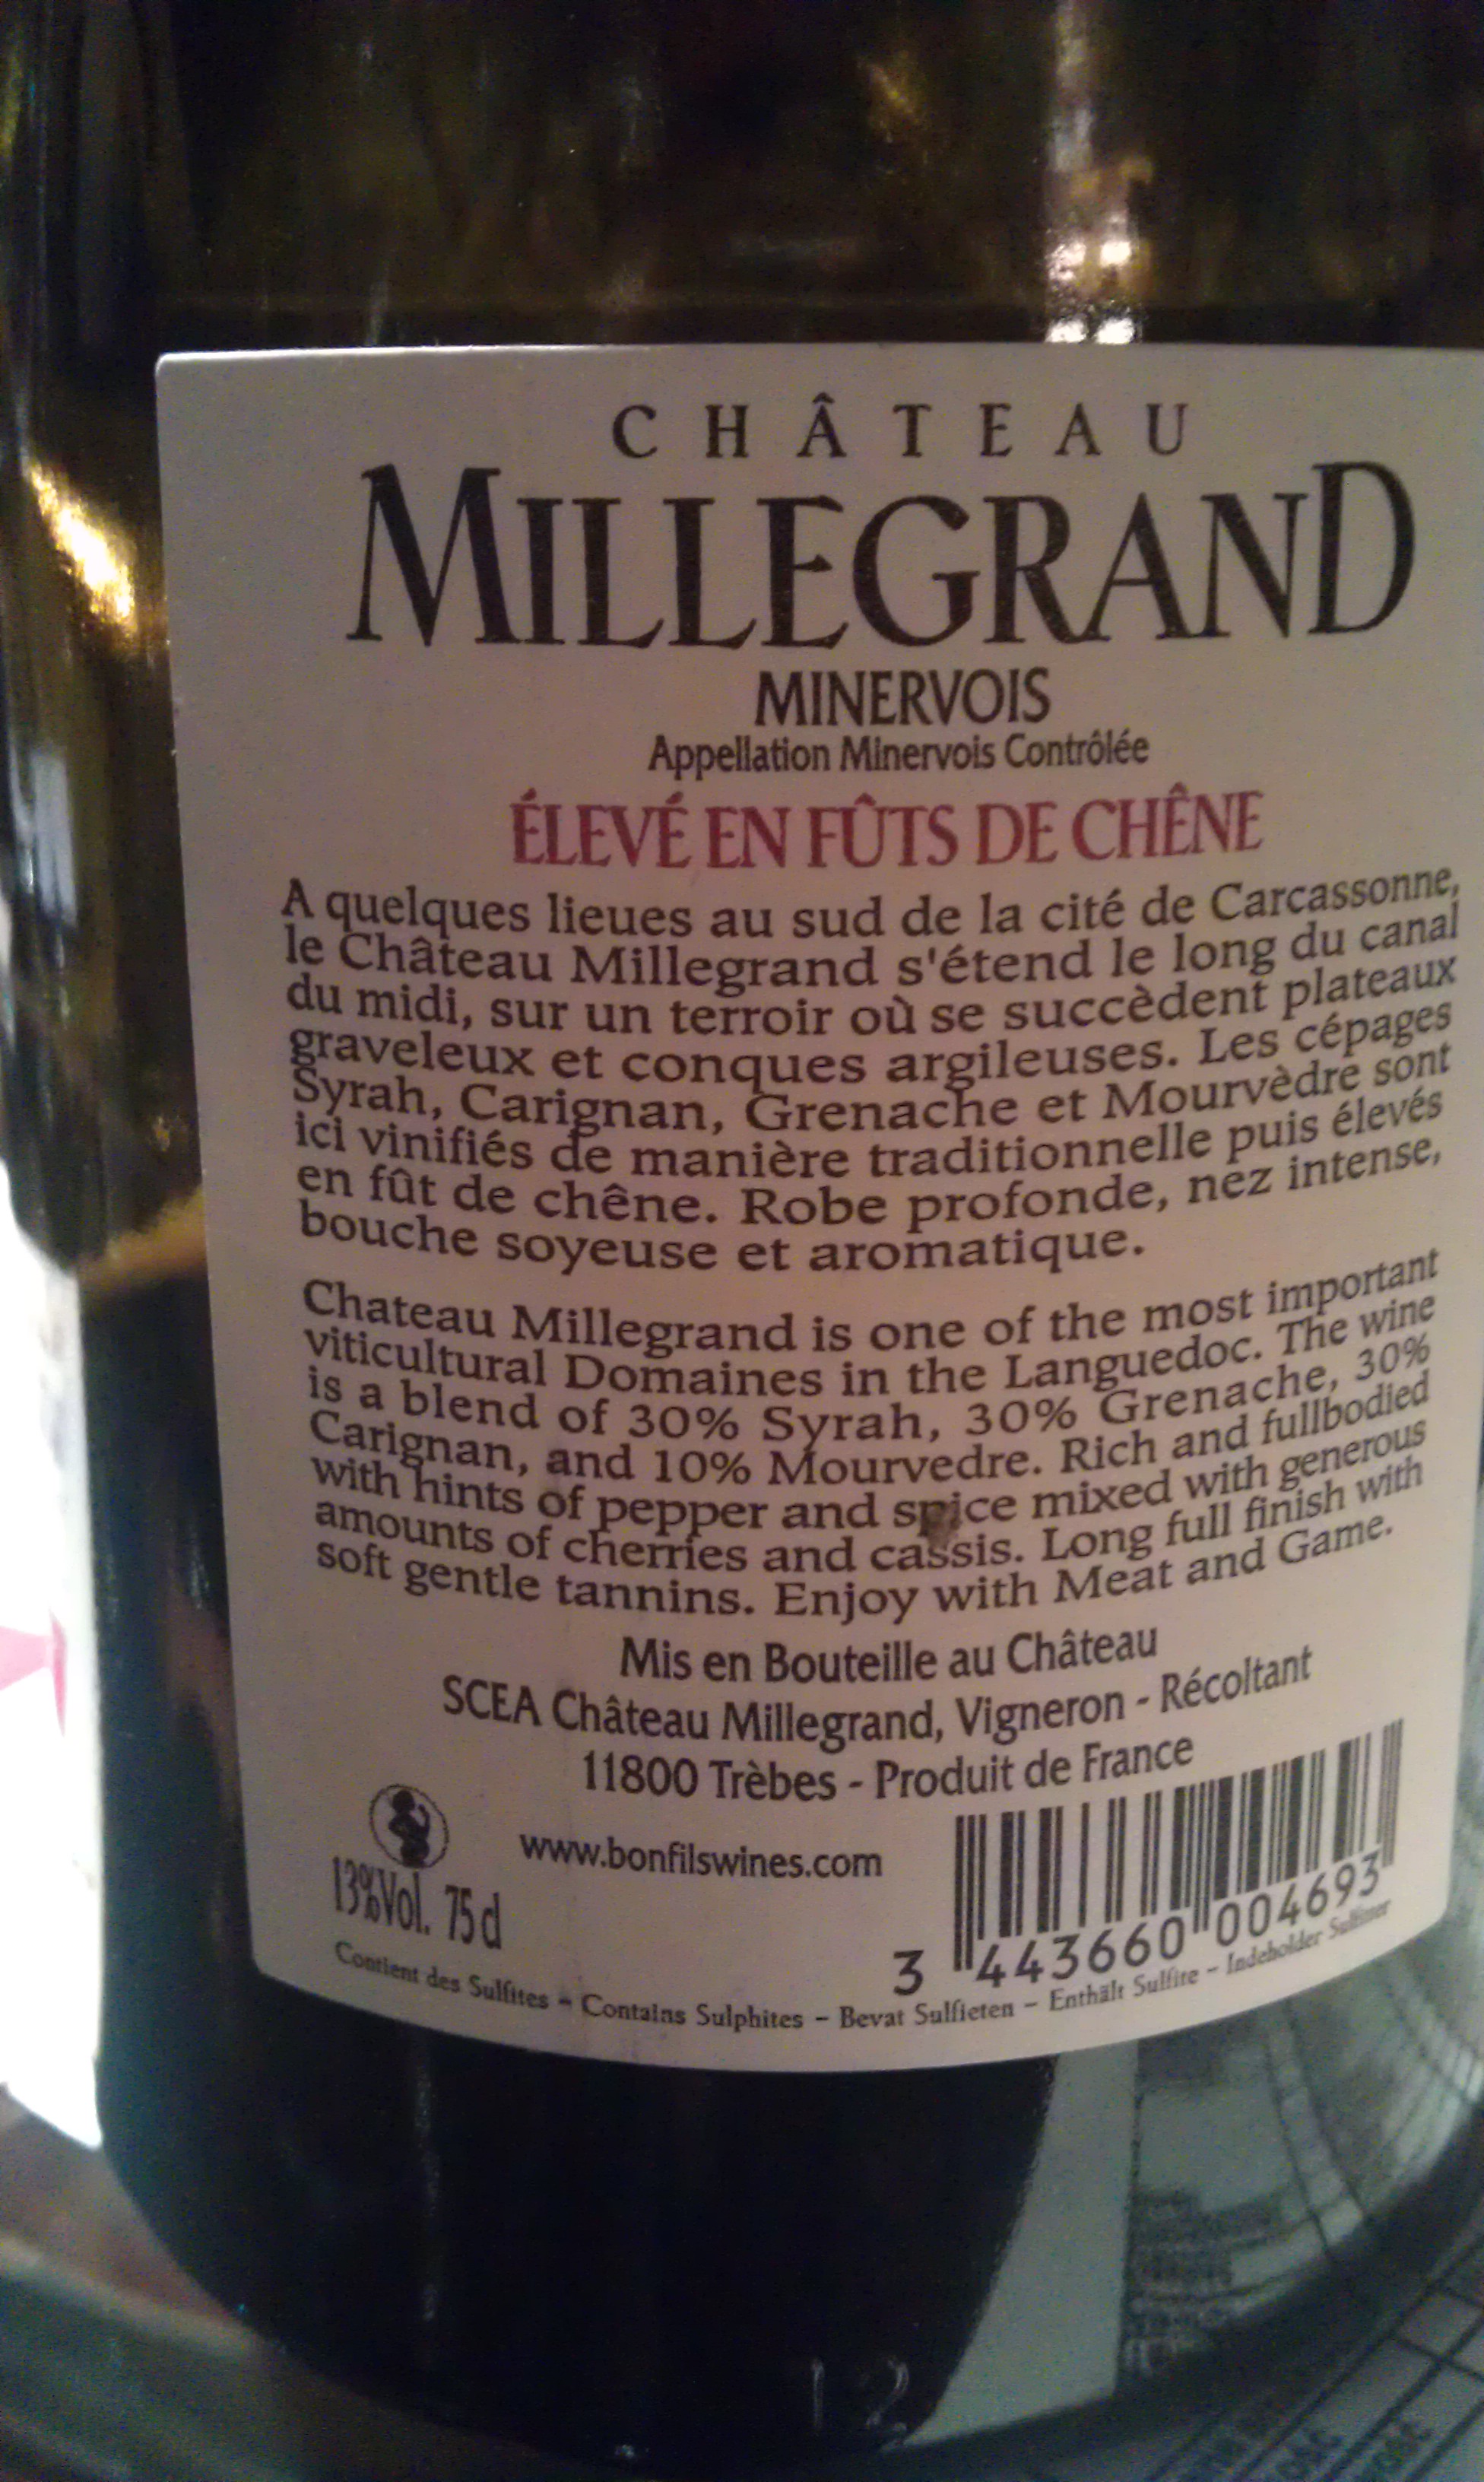 CHÂTEAU
MILLEGRAND
MINERVOIS
Appellation Minervois Contrôlée
ÉLEVÉ EN FÛTS DE CHÊNE
A quelques lieues au sud de la cité de Carcassonne,
le Château Millegrand s'étend le long du canal
du midi, sur un terroir où se succèdent plateaux
graveleux et conques argileuses. Les cépages
Syrah, Carignan, Grenache et Mourvèdre sont
ici vinifiés de manière traditionnelle puis élevés
en fût de chêne. Robe profonde, nez intense,
bouche soyeuse et aromatique.
Chateau Millegrand is one of the most important
viticultural Domaines in the Languedoc. The wine
is a blend of 30% Syrah, 30% Grenache, 30%
Carignan, and 10% Mourvedre. Rich and fullbodied
with hints of pepper and spice mixed with generous
amounts of cherries and cassis. Long full finish with
soft gentle tannins. Enjoy with Meat and Game.
Mis en Bouteille au Château
SCEA Château Millegrand, Vigneron - Récoltant
11800 Trèbes - Produit de France
www.bonfilswines.com
13%Vol. 75cl
3 443660 004693
Contient des Sulfites - Contains Sulphites - Bevat Sulfieten - Enthält Sulfite - Indeholder Sulfitter
12